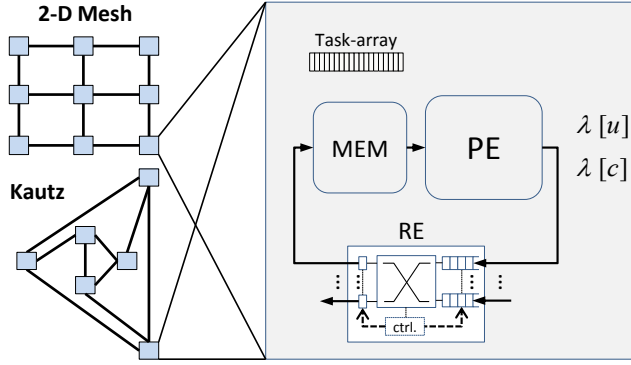 2-D Mesh
Task-array
MEM
PE
λ [u]
λ [c]
Kautz
RE
ctrl.